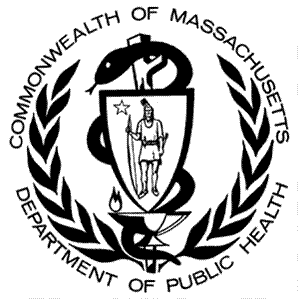 COMMONWEALTH OF MASSACHUSETTS
DEPARTMENT OF PUBLIC HEALTH